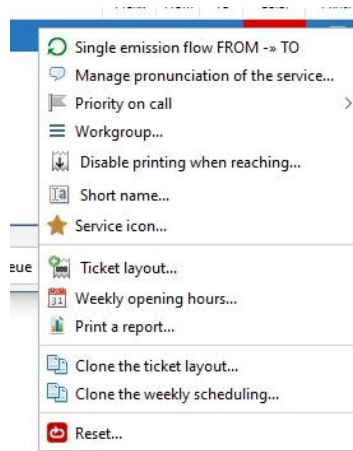 Single emission flow FROM -» TO
Manage pronunciation of the service...
Priority on call
Workgroup...
Disable printing when reaching...
Short name...
Service icon...
eue
Ticket layout...
Weekly opening hours...
Print a report...
Clone the ticket layout...
Clone the weekly scheduling...
Reset...